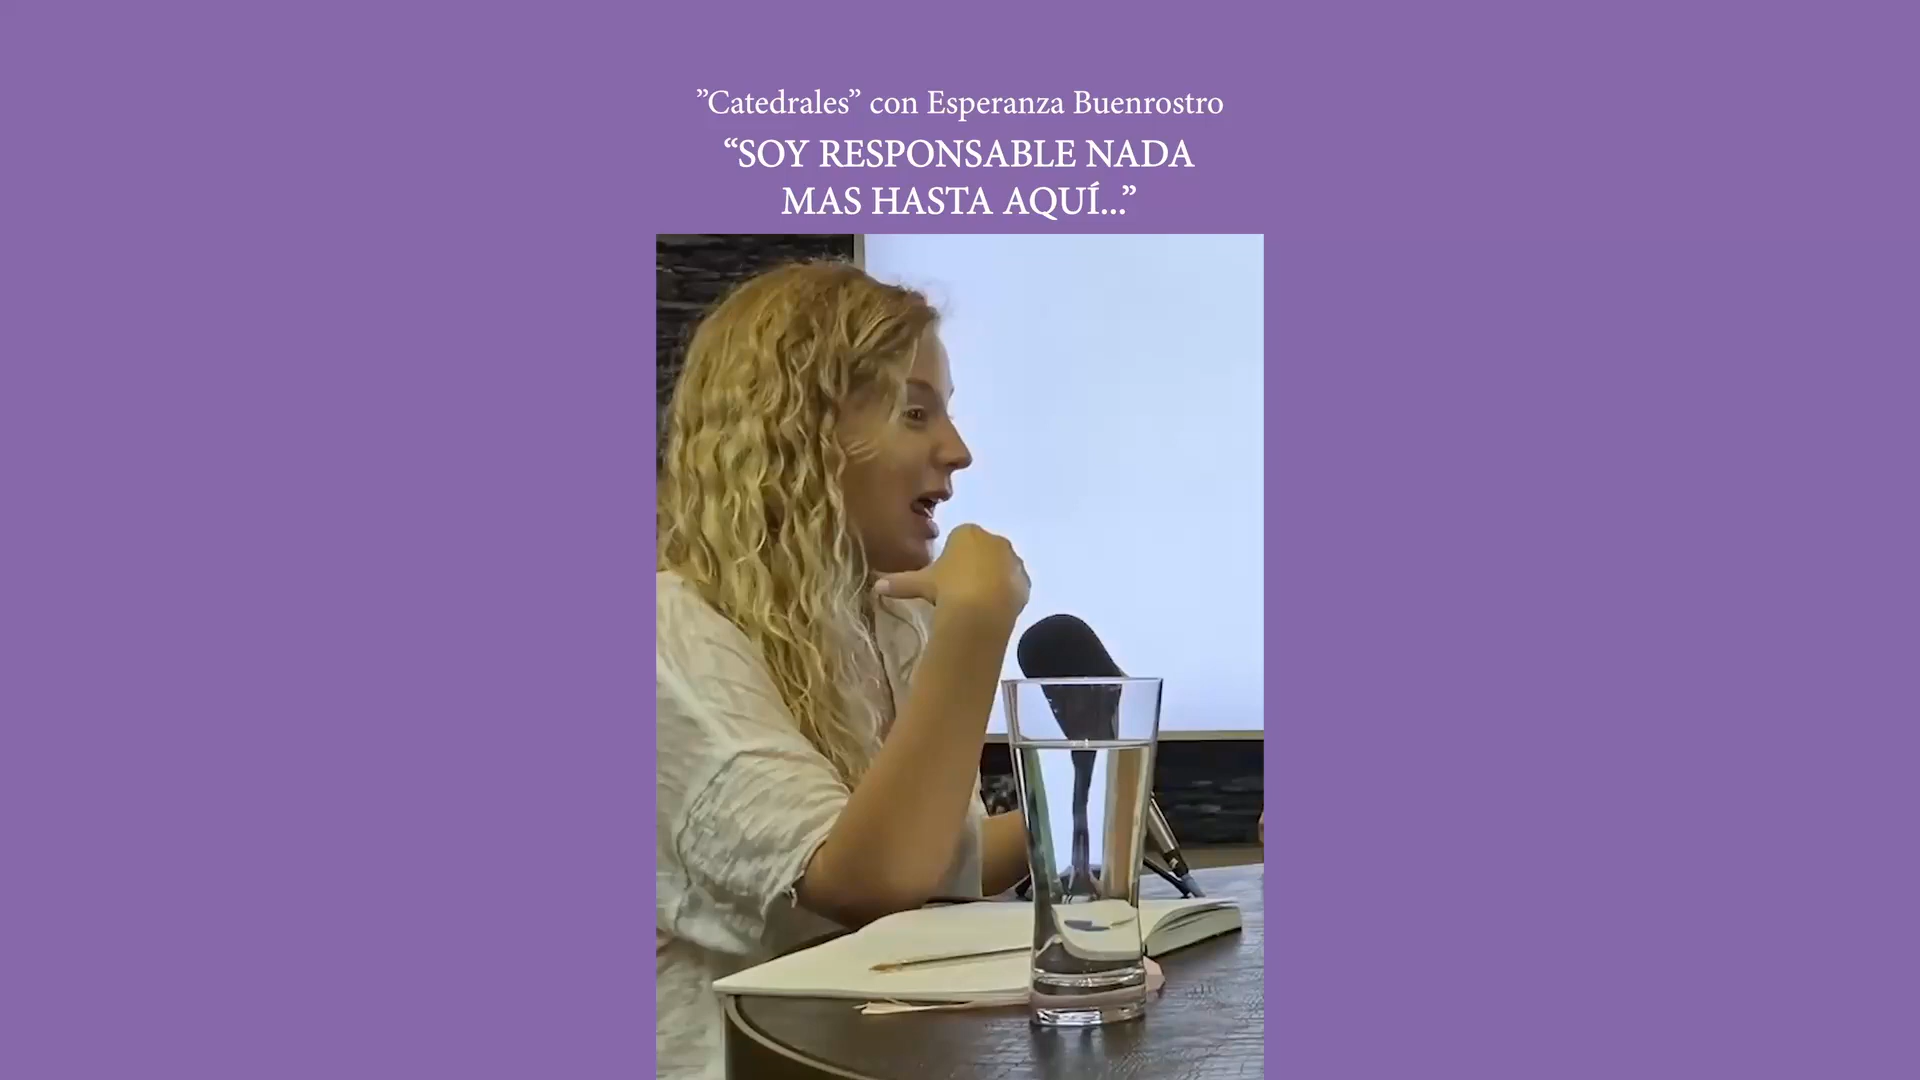 ”Catedrales” con Esperanza Buenrostro
“SOY RESPONSABLE NADA
MAS HASTA AQUÍ...”